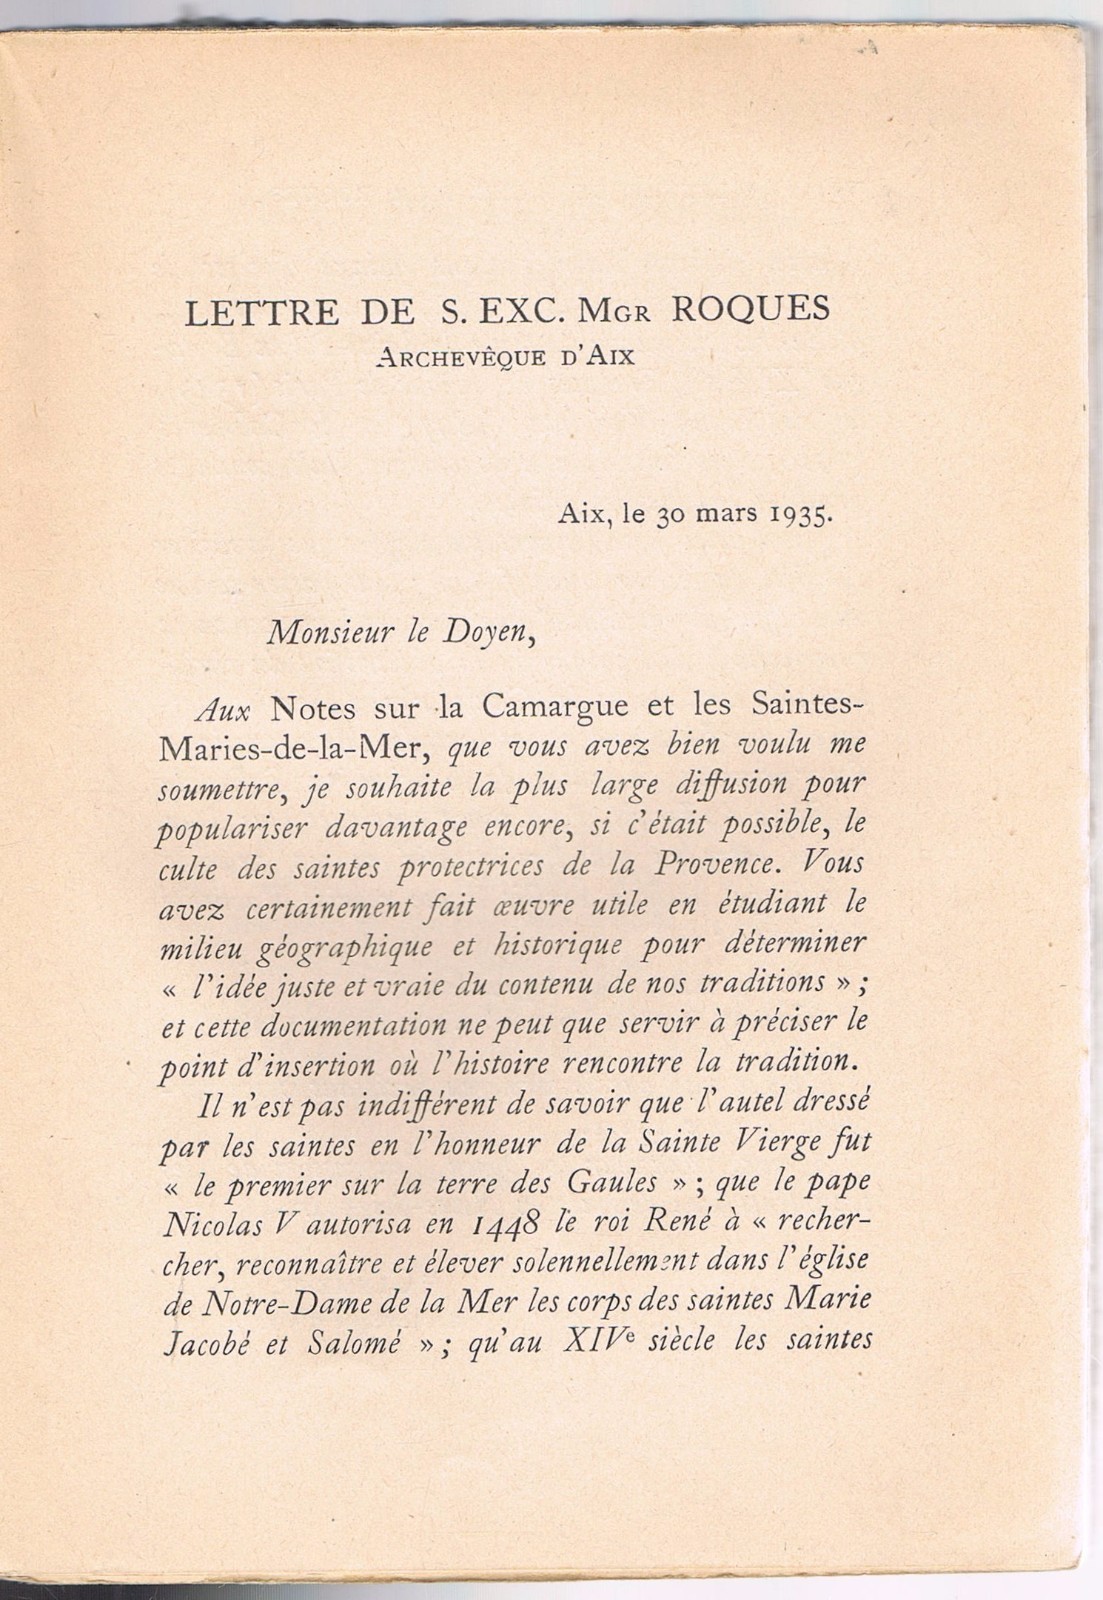 LETTRE DE S. EXC. MGR ROQUES
ARCHEVÊQUE D'AIX
Aix, le 30 mars 1935.
Monsieur le Doyen,
Aux Notes sur la Camargue et les Saintes-
Maries-de-la-Mer, que vous avez bien voulu me
soumettre, je souhaite la plus large diffusion pour
populariser davantage encore, si c'était possible, le
culte des saintes protectrices de la Provence. Vous
avez certainement fait œuvre utile en étudiant le
milieu géographique et historique pour déterminer
« l'idée juste et vraie du contenu de nos traditions » ;
et cette documentation ne peut que servir à préciser le
point d'insertion où l'histoire rencontre la tradition.
Il n'est pas indifférent de savoir que l'autel dressé
par les saintes en l'honneur de la Sainte Vierge fut
« le premier sur la terre des Gaules » ; que le pape
Nicolas V autorisa en 1448 le roi René à « recher-
cher, reconnaître et élever solennellement dans l'église
de Notre-Dame de la Mer les corps des saintes Marie
Jacobé et Salomé » ; qu'au XIVe siècle les saintes